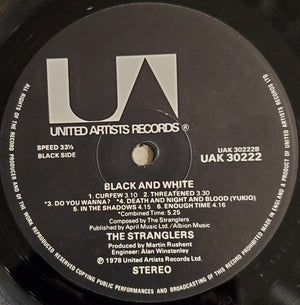 UA
UNITED ARTISTS RECORDS ®
SPEED 33⅓
BLACK SIDE
UAK 30222B
UAK 30222
BLACK AND WHITE
1. CURFEW 3.10 2. THREATENED 3.30
*3. DO YOU WANNA? *4. DEATH AND NIGHT AND BLOOD (YUKIO)
5. IN THE SHADOWS 4.15 6. ENOUGH TIME 4.16
*Combined Time: 5.25
Composed by The Stranglers
Published by April Music Ltd./Albion Music
THE STRANGLERS
Produced by Martin Rushent
Engineer: Alan Winstanley
℗ 1978 United Artists Records Ltd.
STEREO
ALL RIGHTS OF THE RECORD PRODUCER AND OF THE WORK REPRODUCED RESERVED COPYING PUBLIC PERFORMANCES AND BROADCASTING OF THIS RECORD PROHIBITED MADE IN ENGLAND A PRODUCT OF UNITED ARTISTS RECORDS LTD